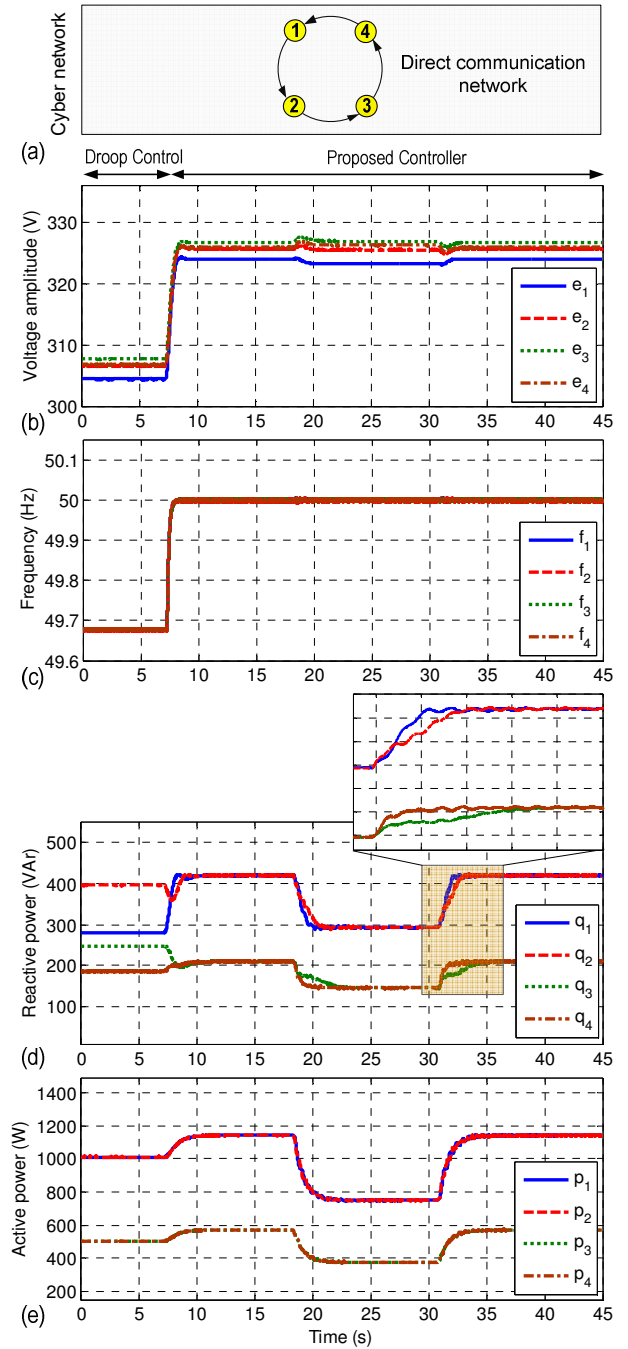 Cyber network
1
4
2
3
Direct communication
network
(a)
Droop Control
Proposed Controller
Voltage amplitude (V)
330
320
310
300
0 5 10 15 20 25 30 35 40 45
e1
e2
e3
e4
(b)
Frequency (Hz)
50.1
50
49.9
49.8
49.7
49.6
0 5 10 15 20 25 30 35 40 45
f1
f2
f3
f4
(c)
Reactive power (VAr)
500
400
300
200
100
0 5 10 15 20 25 30 35 40 45
q1
q2
q3
q4
(d)
Active power (W)
1400
1200
1000
800
600
400
200
0 5 10 15 20 25 30 35 40 45
p1
p2
p3
p4
(e)
Time (s)